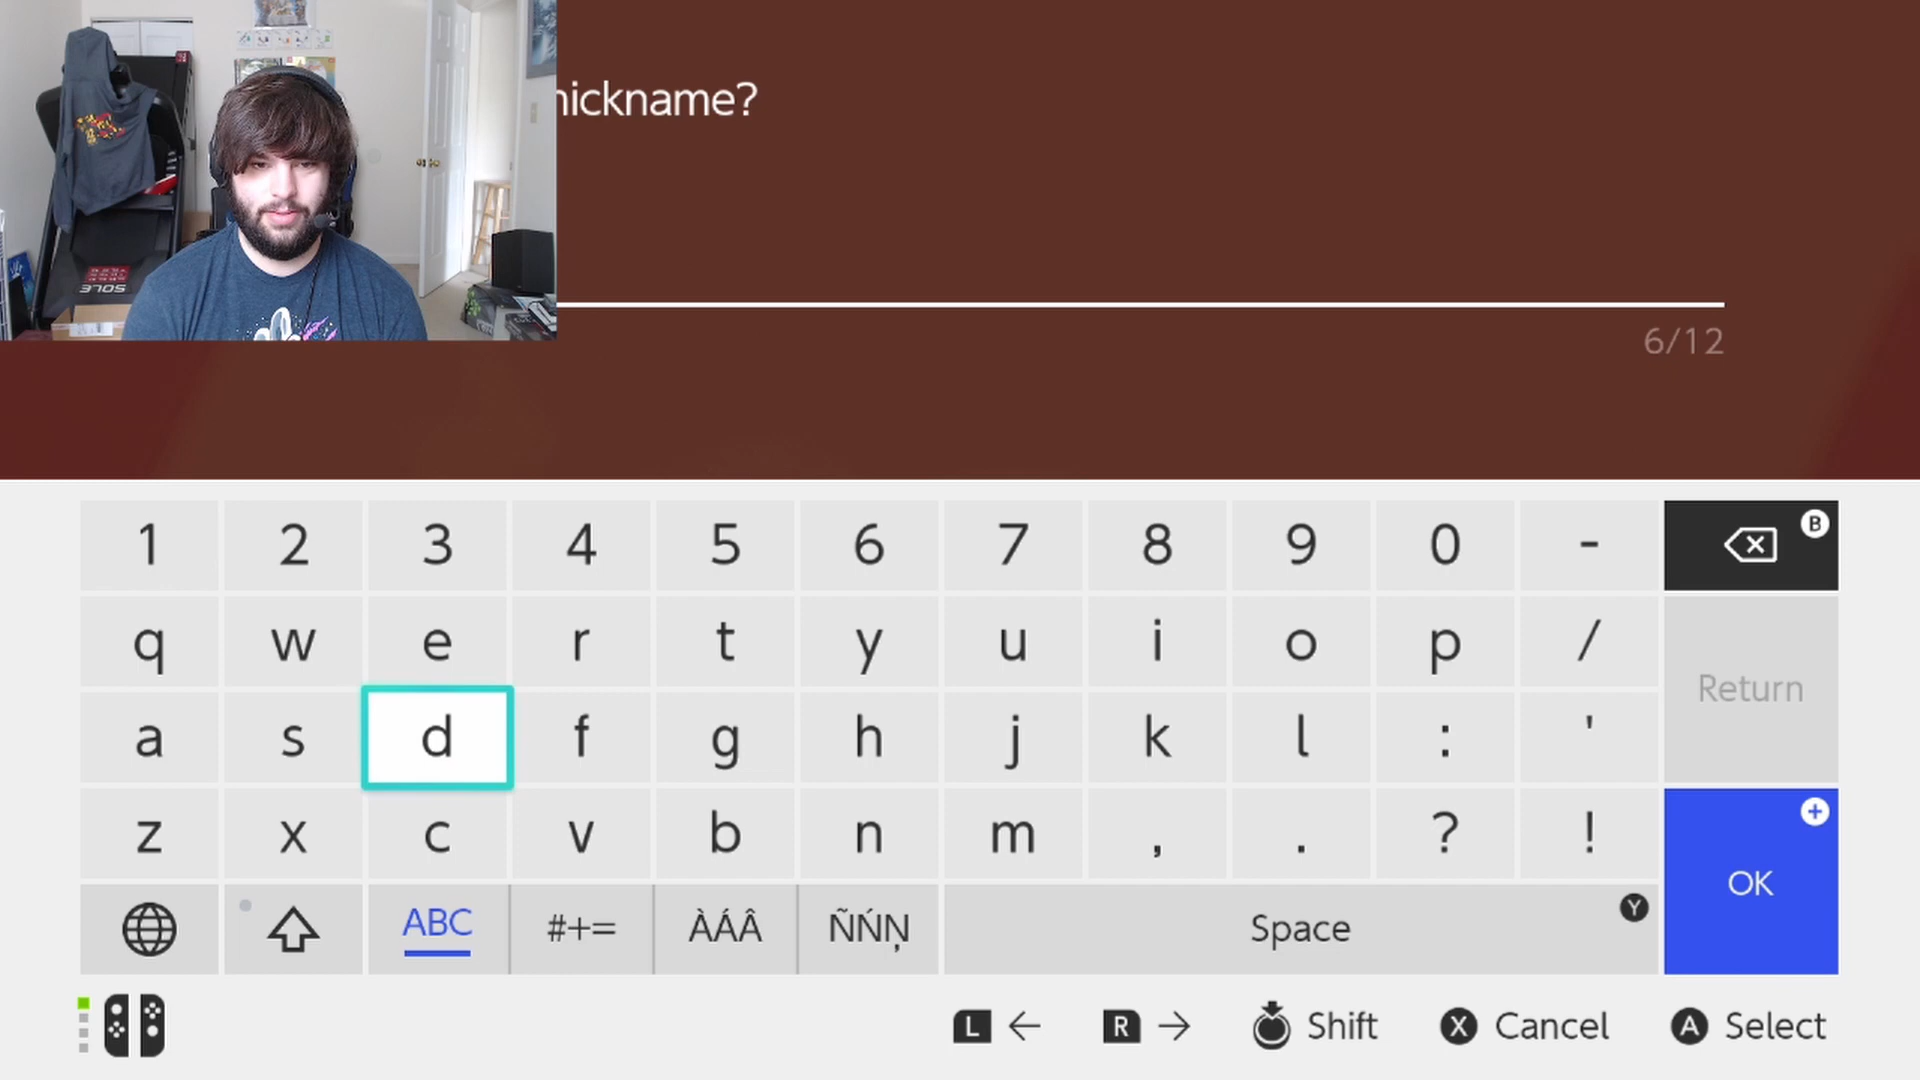 nickname?
6/12
1 2 3 4 5 6 7 8 9 0 - B
q w e r t y u i o p / Return
a s d f g h j k l : '
z x c v b n m , . ? ! + OK
ABC #+= ÀÁÂ ÑŃŅ Space Y
L ← R → Shift X Cancel A Select
SOLE